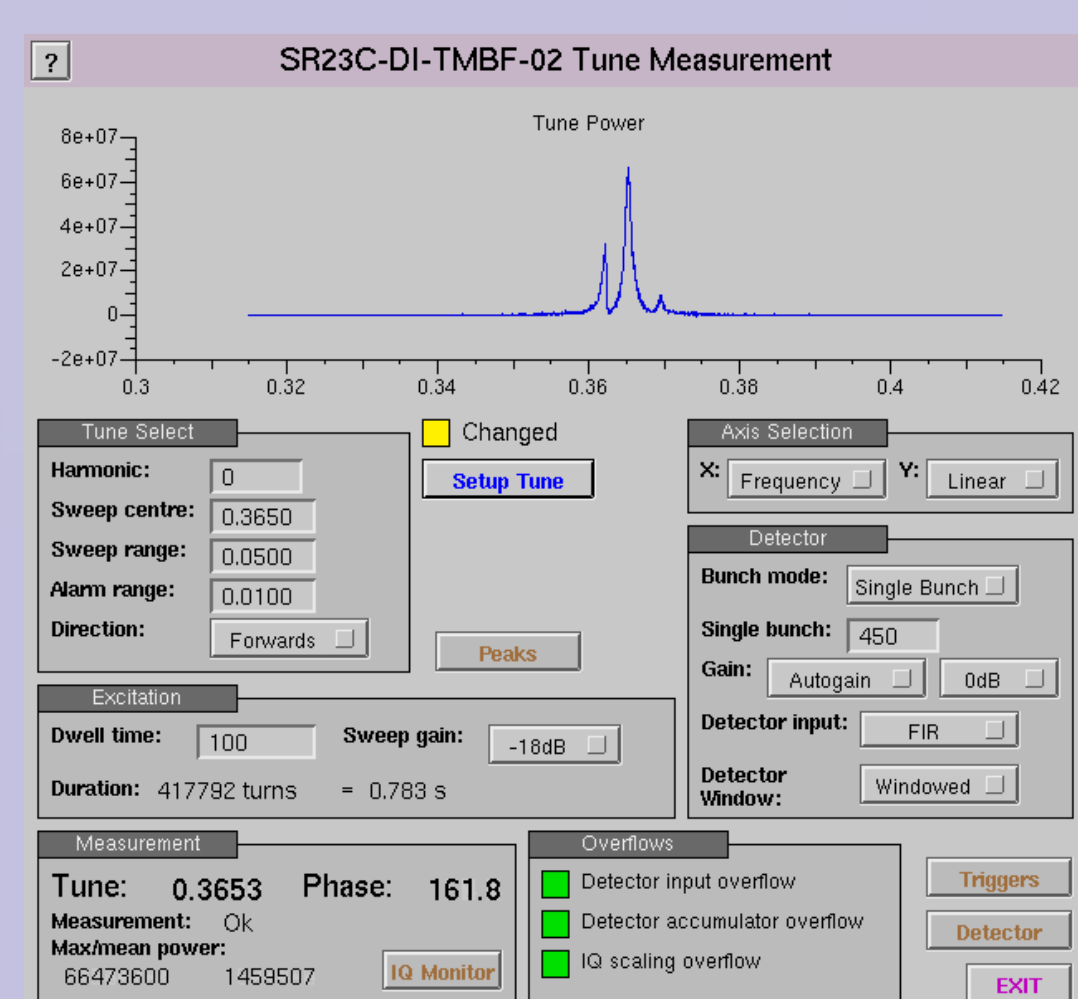 ?
SR23C-DI-TMBF-02 Tune Measurement
Tune Power
8e+07
6e+07
4e+07
2e+07
0
-2e+07
0.3 0.32 0.34 0.36 0.38 0.4 0.42
Tune Select
Harmonic: 0
Sweep centre: 0.3650
Sweep range: 0.0500
Alarm range: 0.0100
Direction: Forwards
Changed
Setup Tune
Peaks
Axis Selection
X: Frequency Y: Linear
Detector
Bunch mode: Single Bunch
Single bunch: 450
Gain: Autogain 0dB
Detector input: FIR
Detector
Window: Windowed
Excitation
Dwell time: 100 Sweep gain: -18dB
Duration: 417792 turns = 0.783 s
Measurement
Tune: 0.3653 Phase: 161.8
Measurement: Ok
Max/mean power:
66473600 1459507
IQ Monitor
Overflows
Detector input overflow
Detector accumulator overflow
IQ scaling overflow
Triggers
Detector
EXIT